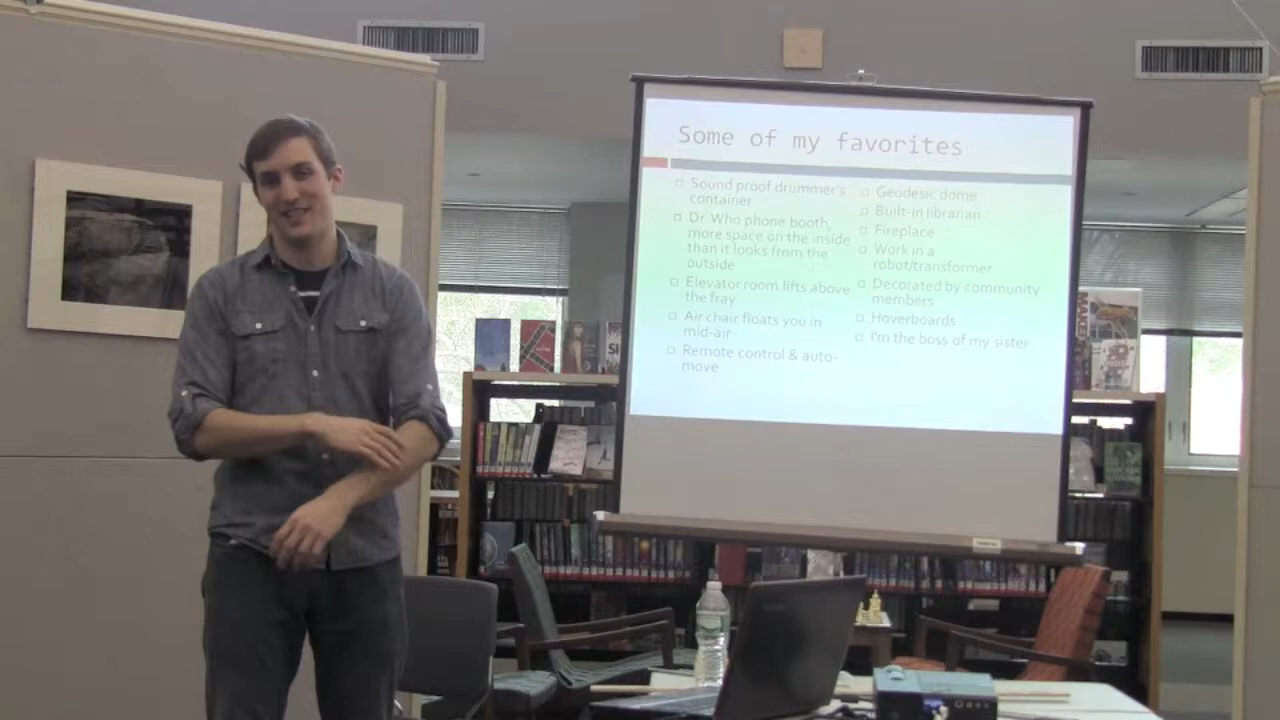 Some of my favorites
Sound proof drummer's
container
Dr. Who phone booth,
more space on the inside
than it looks from the
outside
Elevator room lifts above
the fray
Air chair floats you in
mid-air
Remote control & auto-
move
Geodesic dome
Built-in librarian
Fireplace
Work in a
robot/transformer
Decorated by community
members
Hoverboards
I'm the boss of my sister